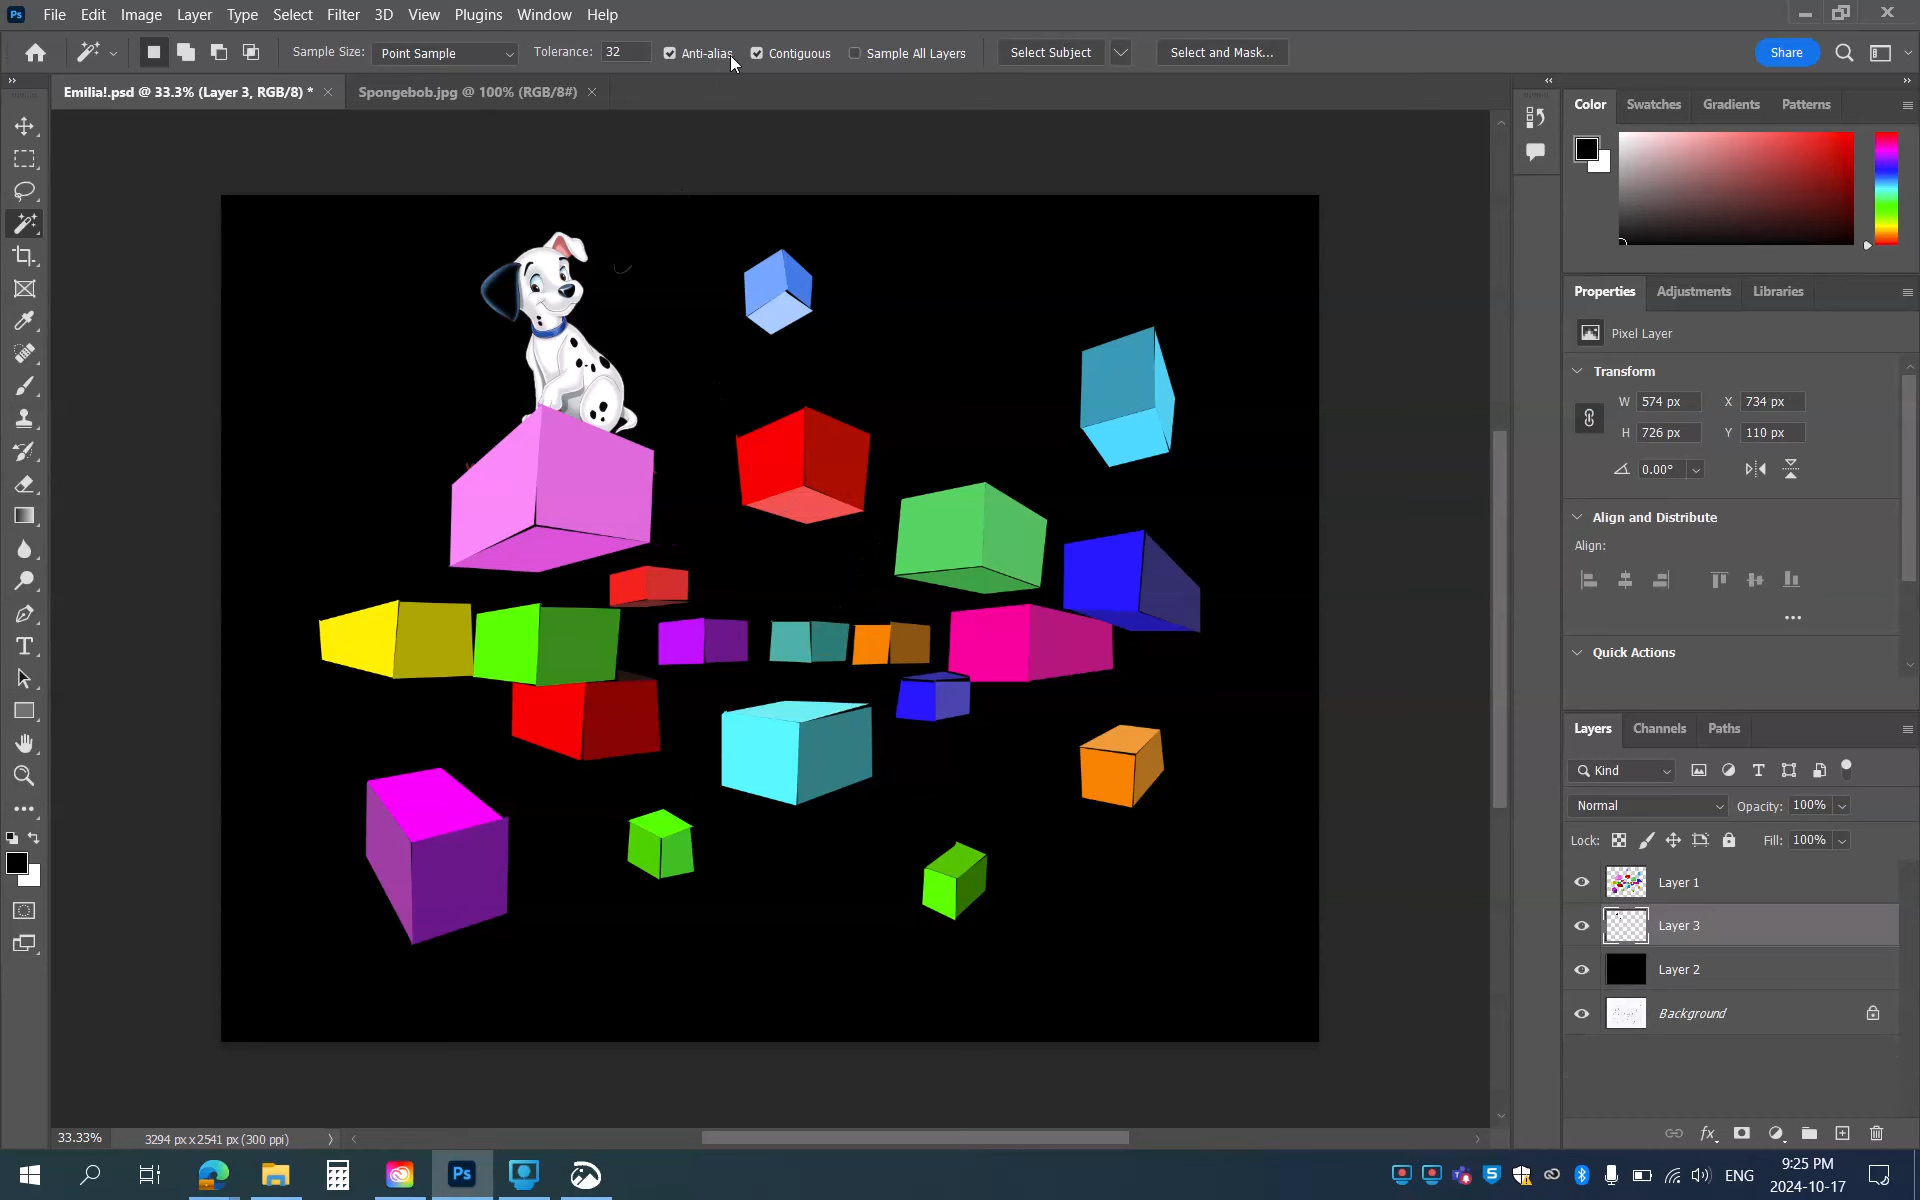 Ps File Edit Image Layer Type Select Filter 3D View Plugins Window Help
Sample Size: Point Sample Tolerance: 32 Anti-alias Contiguous Sample All Layers Select Subject Select and Mask... Share
Emilia!.psd @ 33.3% (Layer 3, RGB/8) * Spongebob.jpg @ 100% (RGB/8#)
Color Swatches Gradients Patterns
Properties Adjustments Libraries
Pixel Layer
Transform
W 574 px X 734 px
H 726 px Y 110 px
0.00°
Align and Distribute
Align:
Quick Actions
Layers Channels Paths
Kind
Normal Opacity: 100%
Lock: Fill: 100%
Layer 1
Layer 3
Layer 2
Background
33.33% 3294 px x 2541 px (300 ppi)
Ps ENG 9:25 PM
2024-10-17